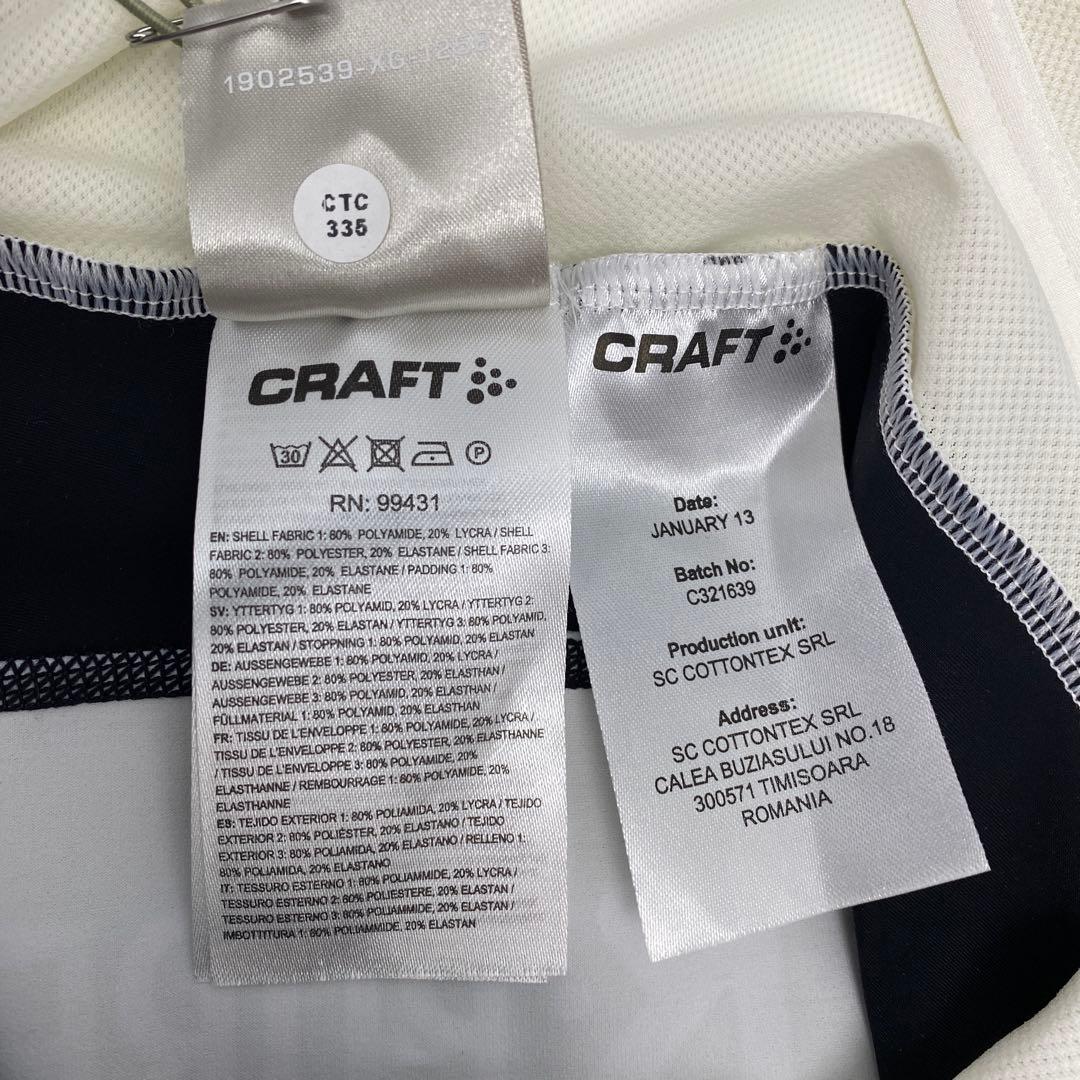 1902539-XG-1255
CTC
335
CRAFT
30
P
RN: 99431
EN: SHELL FABRIC 1: 80% POLYAMIDE, 20% LYCRA / SHELL
FABRIC 2: 80% POLYESTER, 20% ELASTANE / SHELL FABRIC 3:
80% POLYAMIDE, 20% ELASTANE / PADDING 1: 80%
POLYAMIDE, 20% ELASTANE
SV: YTTERTYG 1: 80% POLYAMID, 20% LYCRA / YTTERTYG 2:
80% POLYESTER, 20% ELASTAN / YTTERTYG 3: 80% POLYAMID,
20% ELASTAN / STOPPNING 1: 80% POLYAMID, 20% ELASTAN
DE: AUSSENGEWEBE 1: 80% POLYAMID, 20% LYCRA /
AUSSENGEWEBE 2: 80% POLYESTER, 20% ELASTHAN /
AUSSENGEWEBE 3: 80% POLYAMID, 20% ELASTHAN /
FÜLLMATERIAL 1: 80% POLYAMID, 20% ELASTHAN
FR: TISSU DE L'ENVELOPPE 1: 80% POLYAMIDE, 20% LYCRA /
TISSU DE L'ENVELOPPE 2: 80% POLYESTER, 20% ELASTHANNE
/ TISSU DE L'ENVELOPPE 3: 80% POLYAMIDE, 20%
ELASTHANNE / REMBOURRAGE 1: 80% POLYAMIDE, 20%
ELASTHANNE
ES: TEJIDO EXTERIOR 1: 80% POLIAMIDA, 20% LYCRA / TEJIDO
EXTERIOR 2: 80% POLIÉSTER, 20% ELASTANO / TEJIDO
EXTERIOR 3: 80% POLIAMIDA, 20% ELASTANO / RELLENO 1:
80% POLIAMIDA, 20% ELASTANO
IT: TESSURO ESTERNO 1: 80% POLIAMMIDE, 20% LYCRA /
TESSURO ESTERNO 2: 80% POLIESTERE, 20% ELASTAN /
TESSURO ESTERNO 3: 80% POLIAMMIDE, 20% ELASTAN /
IMBOTTITURA 1: 80% POLIAMMIDE, 20% ELASTAN
CRAFT
Date:
JANUARY 13
Batch No:
C321639
Production unit:
SC COTTONTEX SRL
Address:
SC COTTONTEX SRL
CALEA BUZIASULUI NO.18
300571 TIMISOARA
ROMANIA